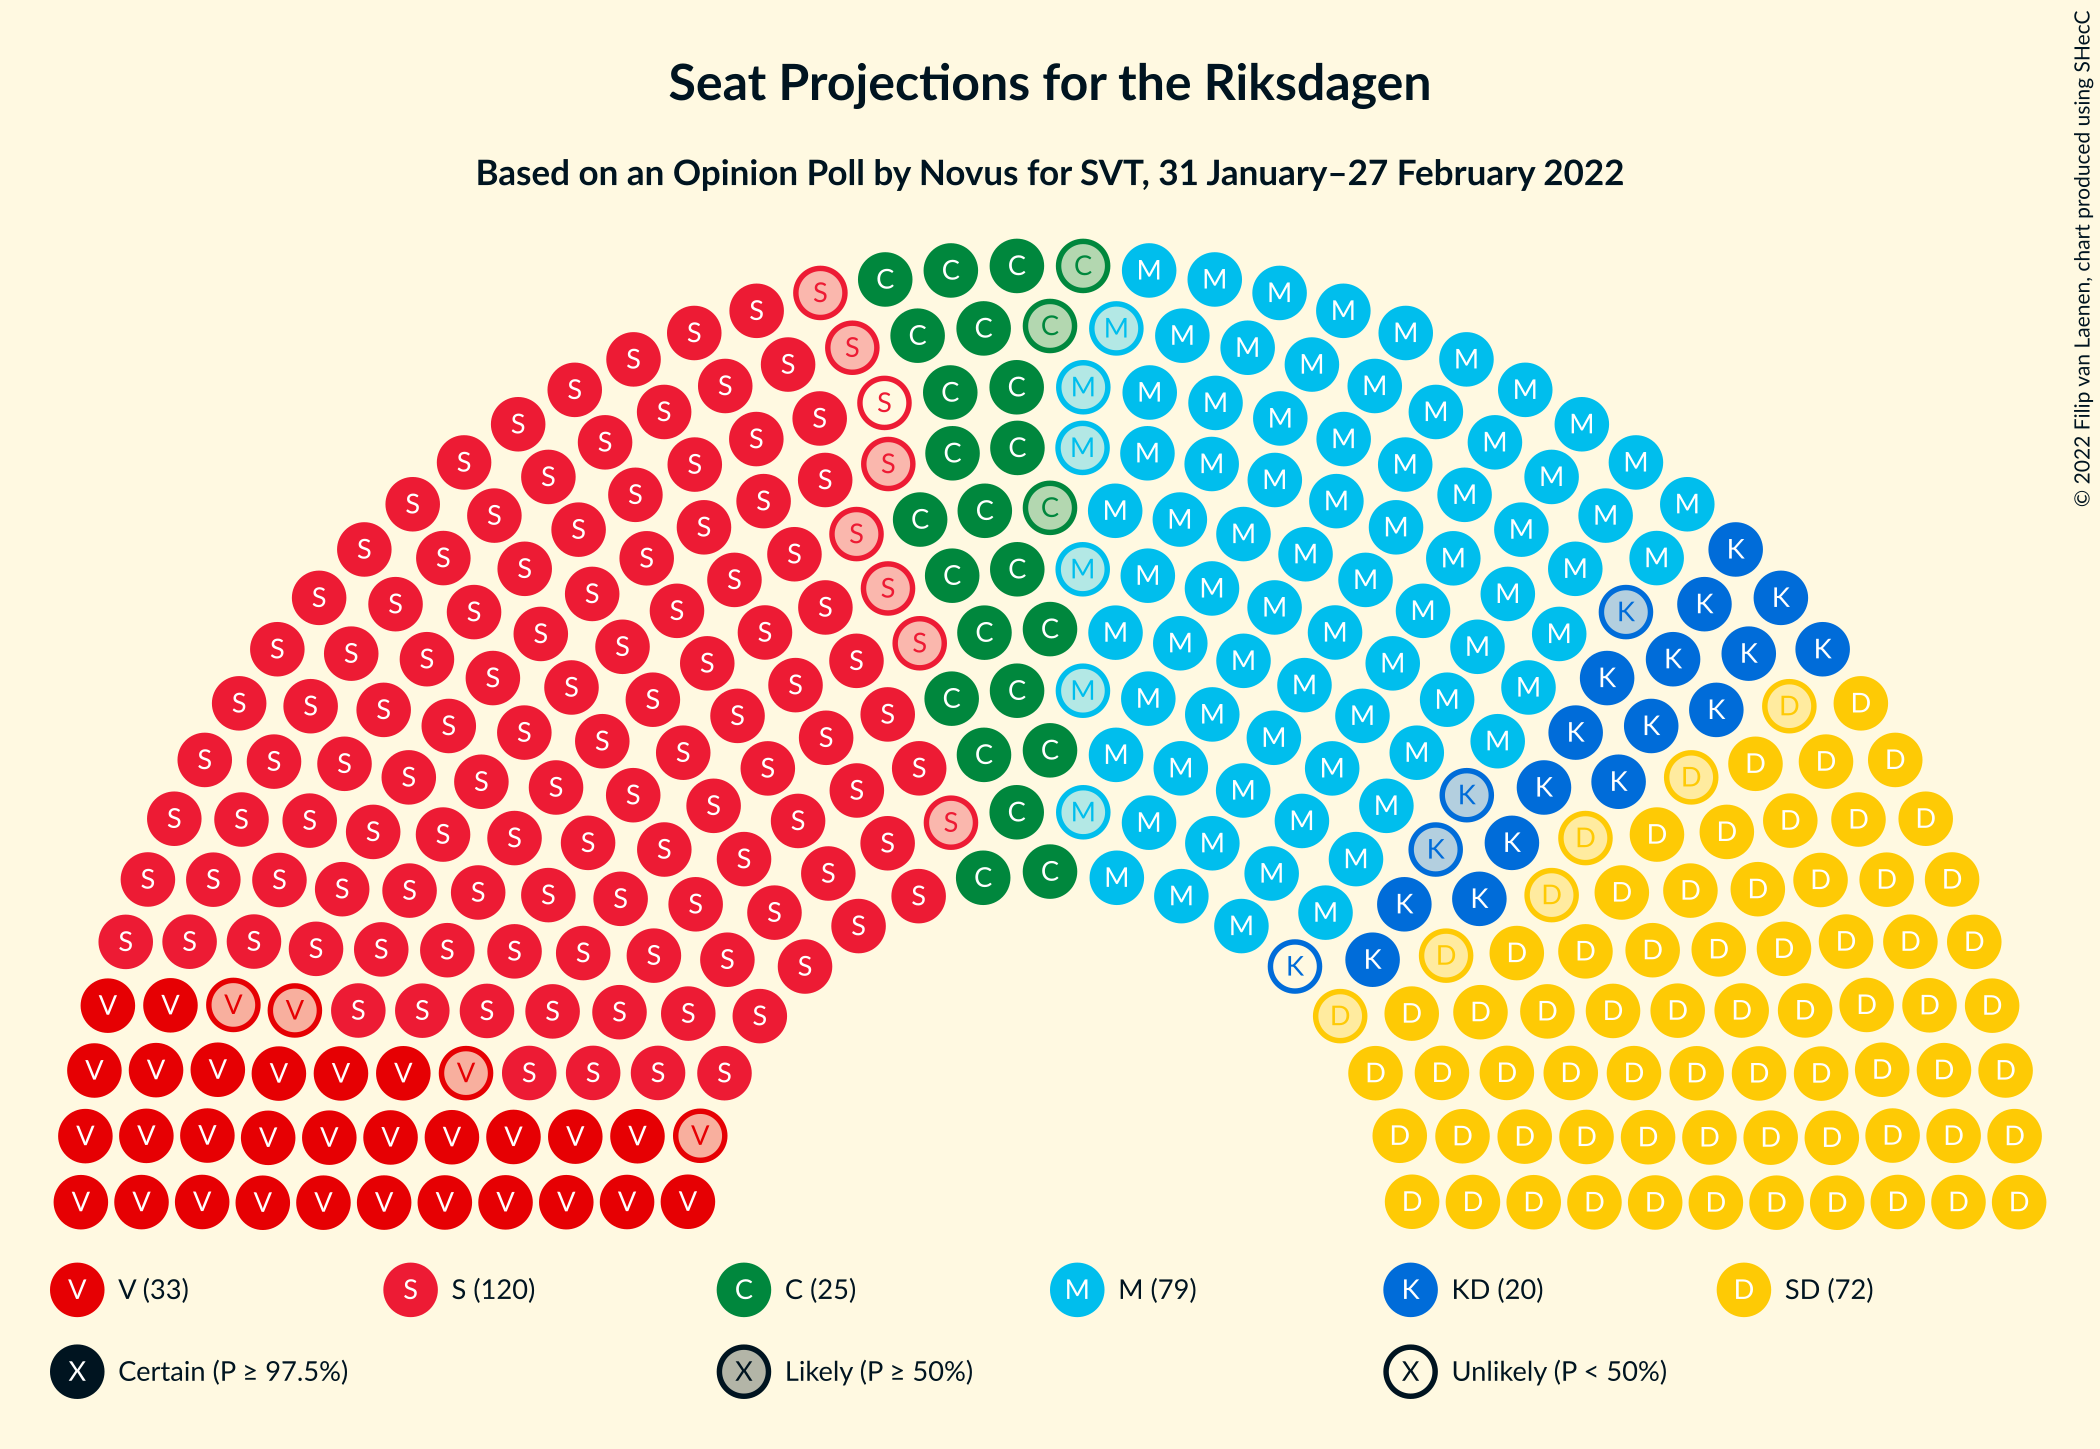 Seat Projections for the Riksdagen
Based on an Opinion Poll by Novus for SVT, 31 January–27 February 2022
© 2022 Filip van Laenen, chart produced using SHecC
V V (33) S S (120) C C (25) M M (79) K KD (20) D SD (72)
X Certain (P ≥ 97.5%) X Likely (P ≥ 50%) X Unlikely (P < 50%)